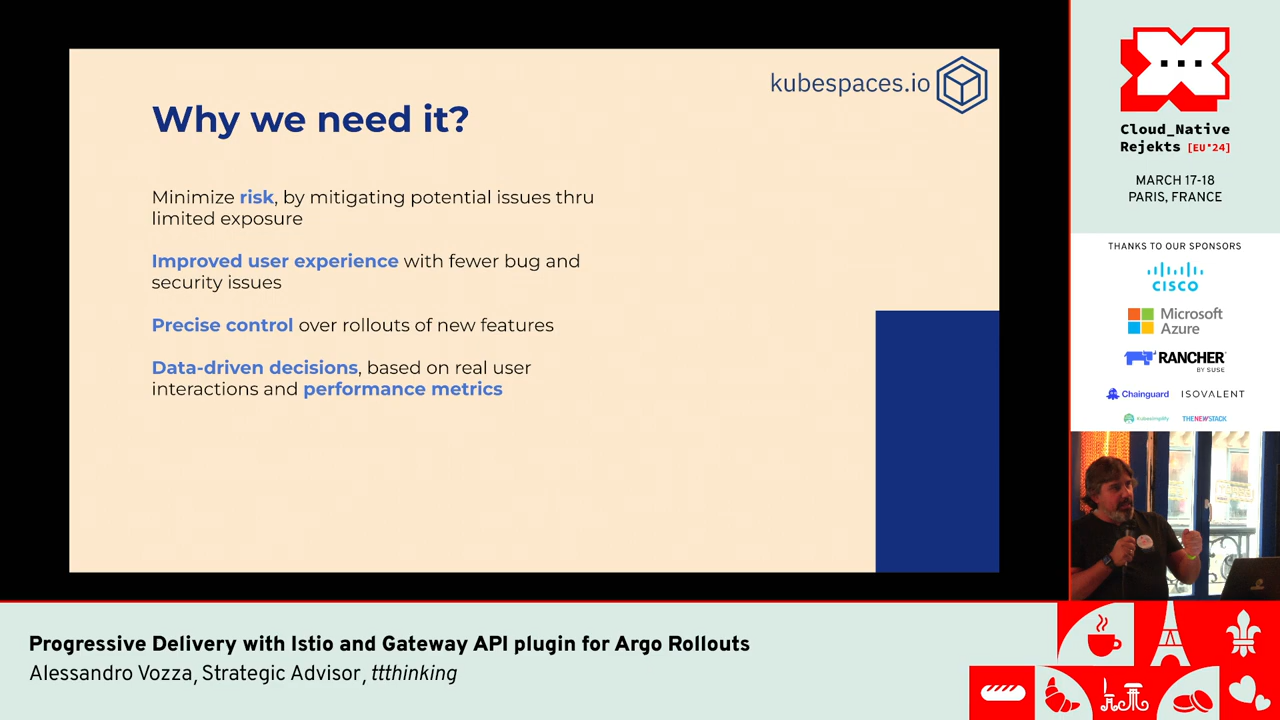 kubespaces.io
Why we need it?
Minimize risk, by mitigating potential issues thru
limited exposure
Improved user experience with fewer bug and
security issues
Precise control over rollouts of new features
Data-driven decisions, based on real user
interactions and performance metrics
Cloud_Native
Rejekts [EU*24]
MARCH 17-18
PARIS, FRANCE
THANKS TO OUR SPONSORS
CISCO
Microsoft
Azure
RANCHER
BY SUSE
Chainguard
ISOVALENT
Kubesimplify
THENEWSTACK
Progressive Delivery with Istio and Gateway API plugin for Argo Rollouts
Alessandro Vozza, Strategic Advisor, ttthinking